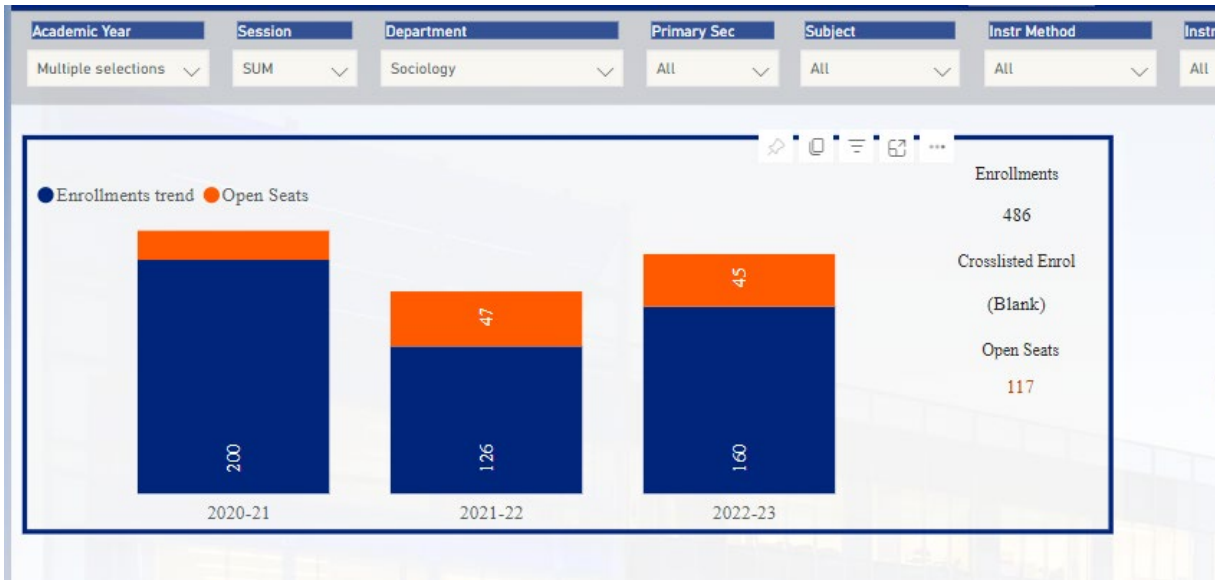 Academic Year Session Department Primary Sec Subject Instr Method Instr
Multiple selections SUM Sociology All All All All
Enrollments trend Open Seats
Enrollments
486
Crosslisted Enrol
(Blank)
Open Seats
117
47
45
200
126
160
2020-21 2021-22 2022-23